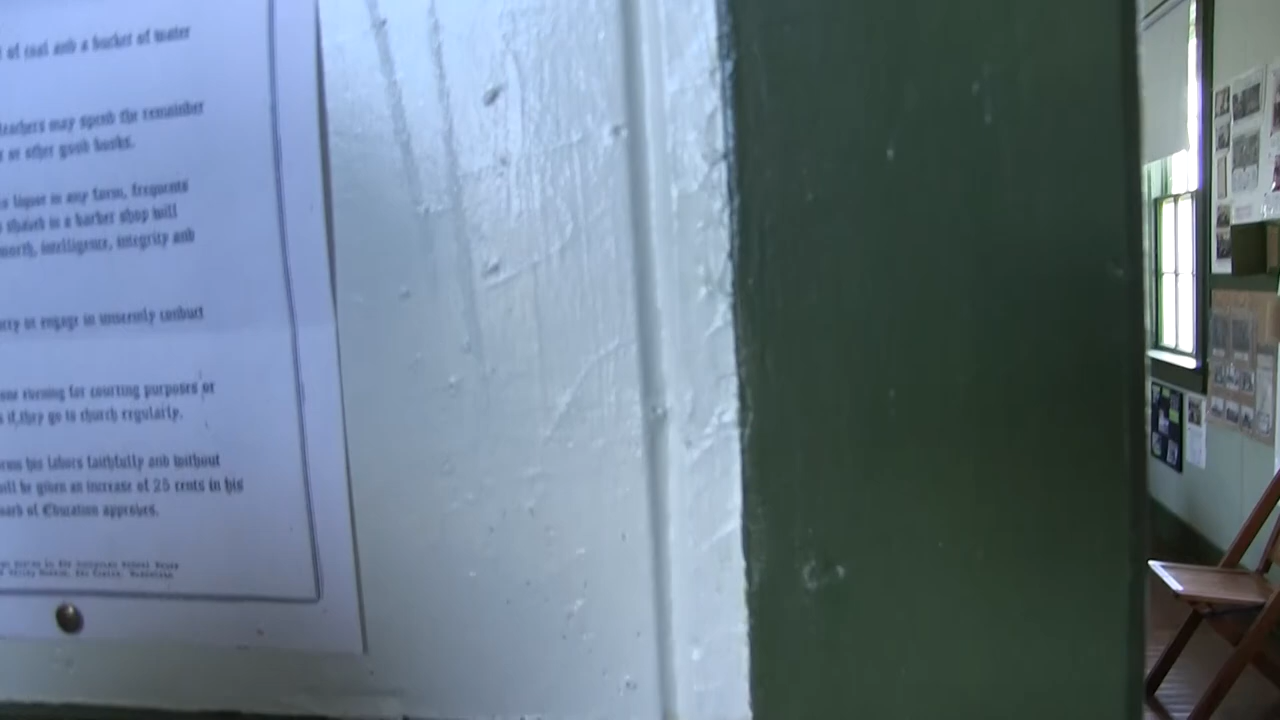 of coal and a bucket of water
teachers may spend the remainder
or other good books.
liquor in any form, frequents
shaved in a barber shop will
worth, intelligence, integrity and
or engage in unseemly conduct
one evening for courting purposes or
if they go to church regularly.
his labors faithfully and without
will be given an increase of 25 cents in his
of Education approves.